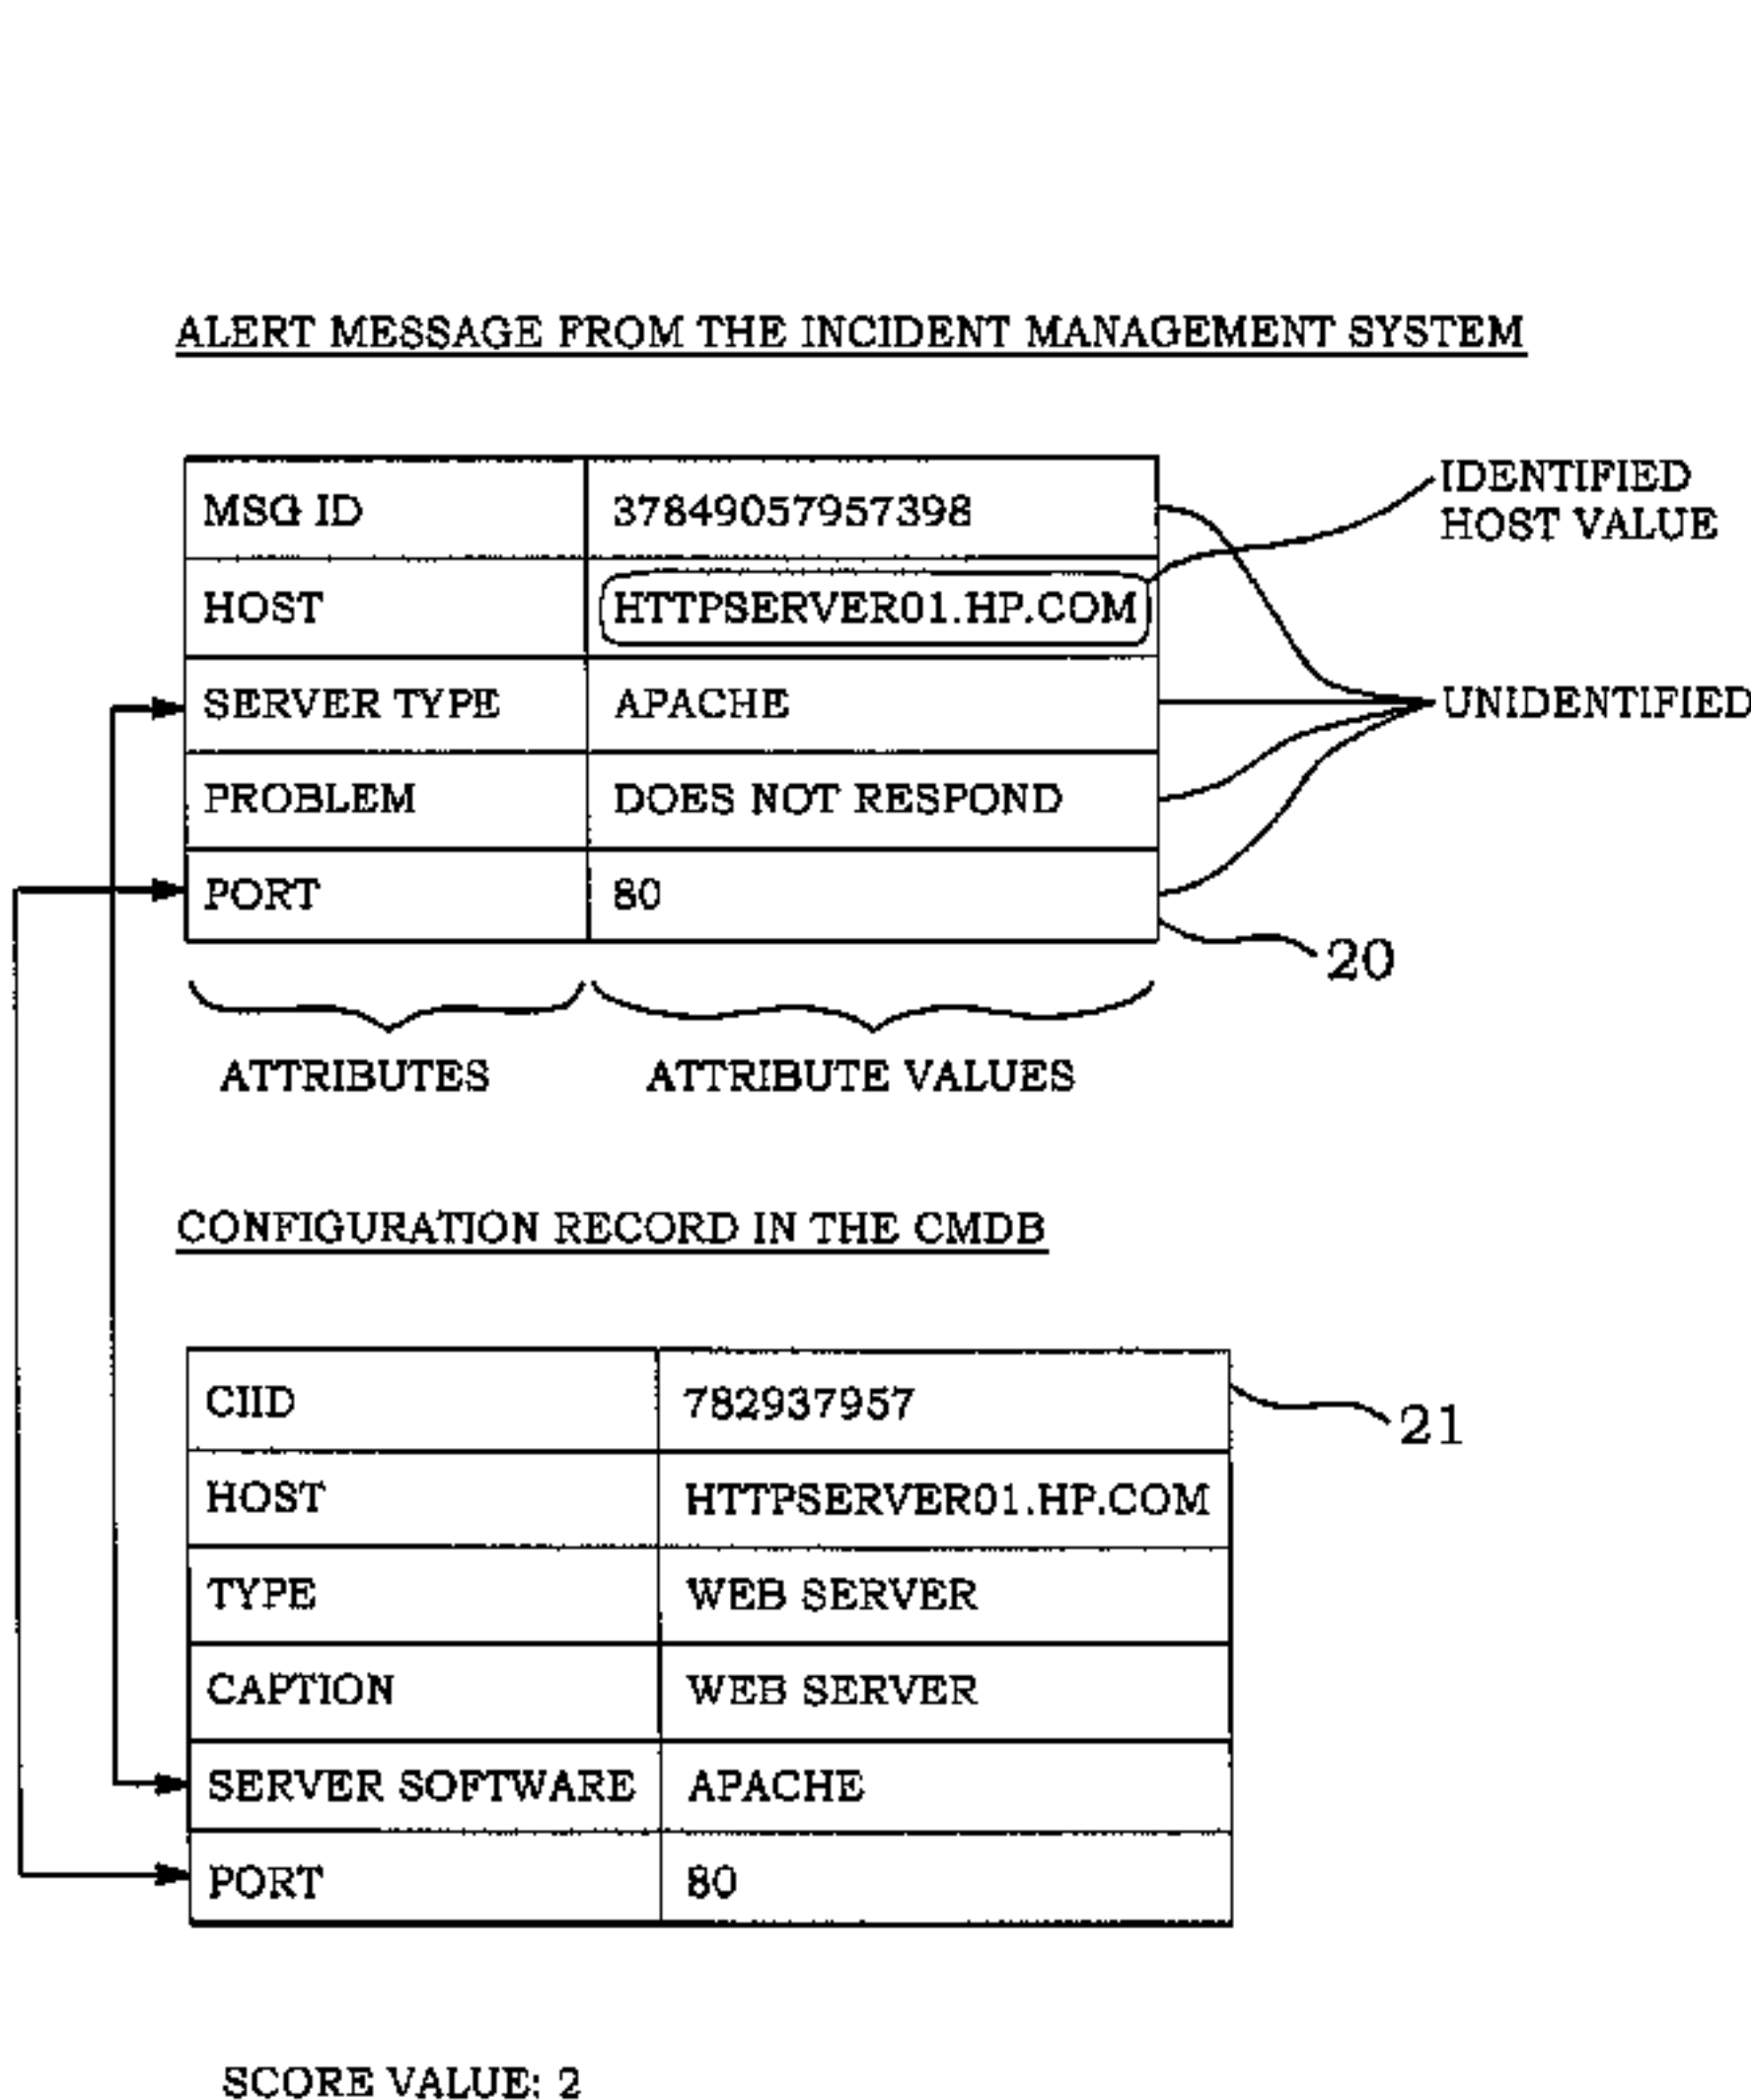 ALERT MESSAGE FROM THE INCIDENT MANAGEMENT SYSTEM
MSG ID 37849057957398
IDENTIFIED
HOST VALUE
HOST HTTPSERVER01.HP.COM
SERVER TYPE APACHE
UNIDENTIFIED
PROBLEM DOES NOT RESPOND
PORT 80
20
ATTRIBUTES ATTRIBUTE VALUES
CONFIGURATION RECORD IN THE CMDB
CIID 782937957
21
HOST HTTPSERVER01.HP.COM
TYPE WEB SERVER
CAPTION WEB SERVER
SERVER SOFTWARE APACHE
PORT 80
SCORE VALUE: 2